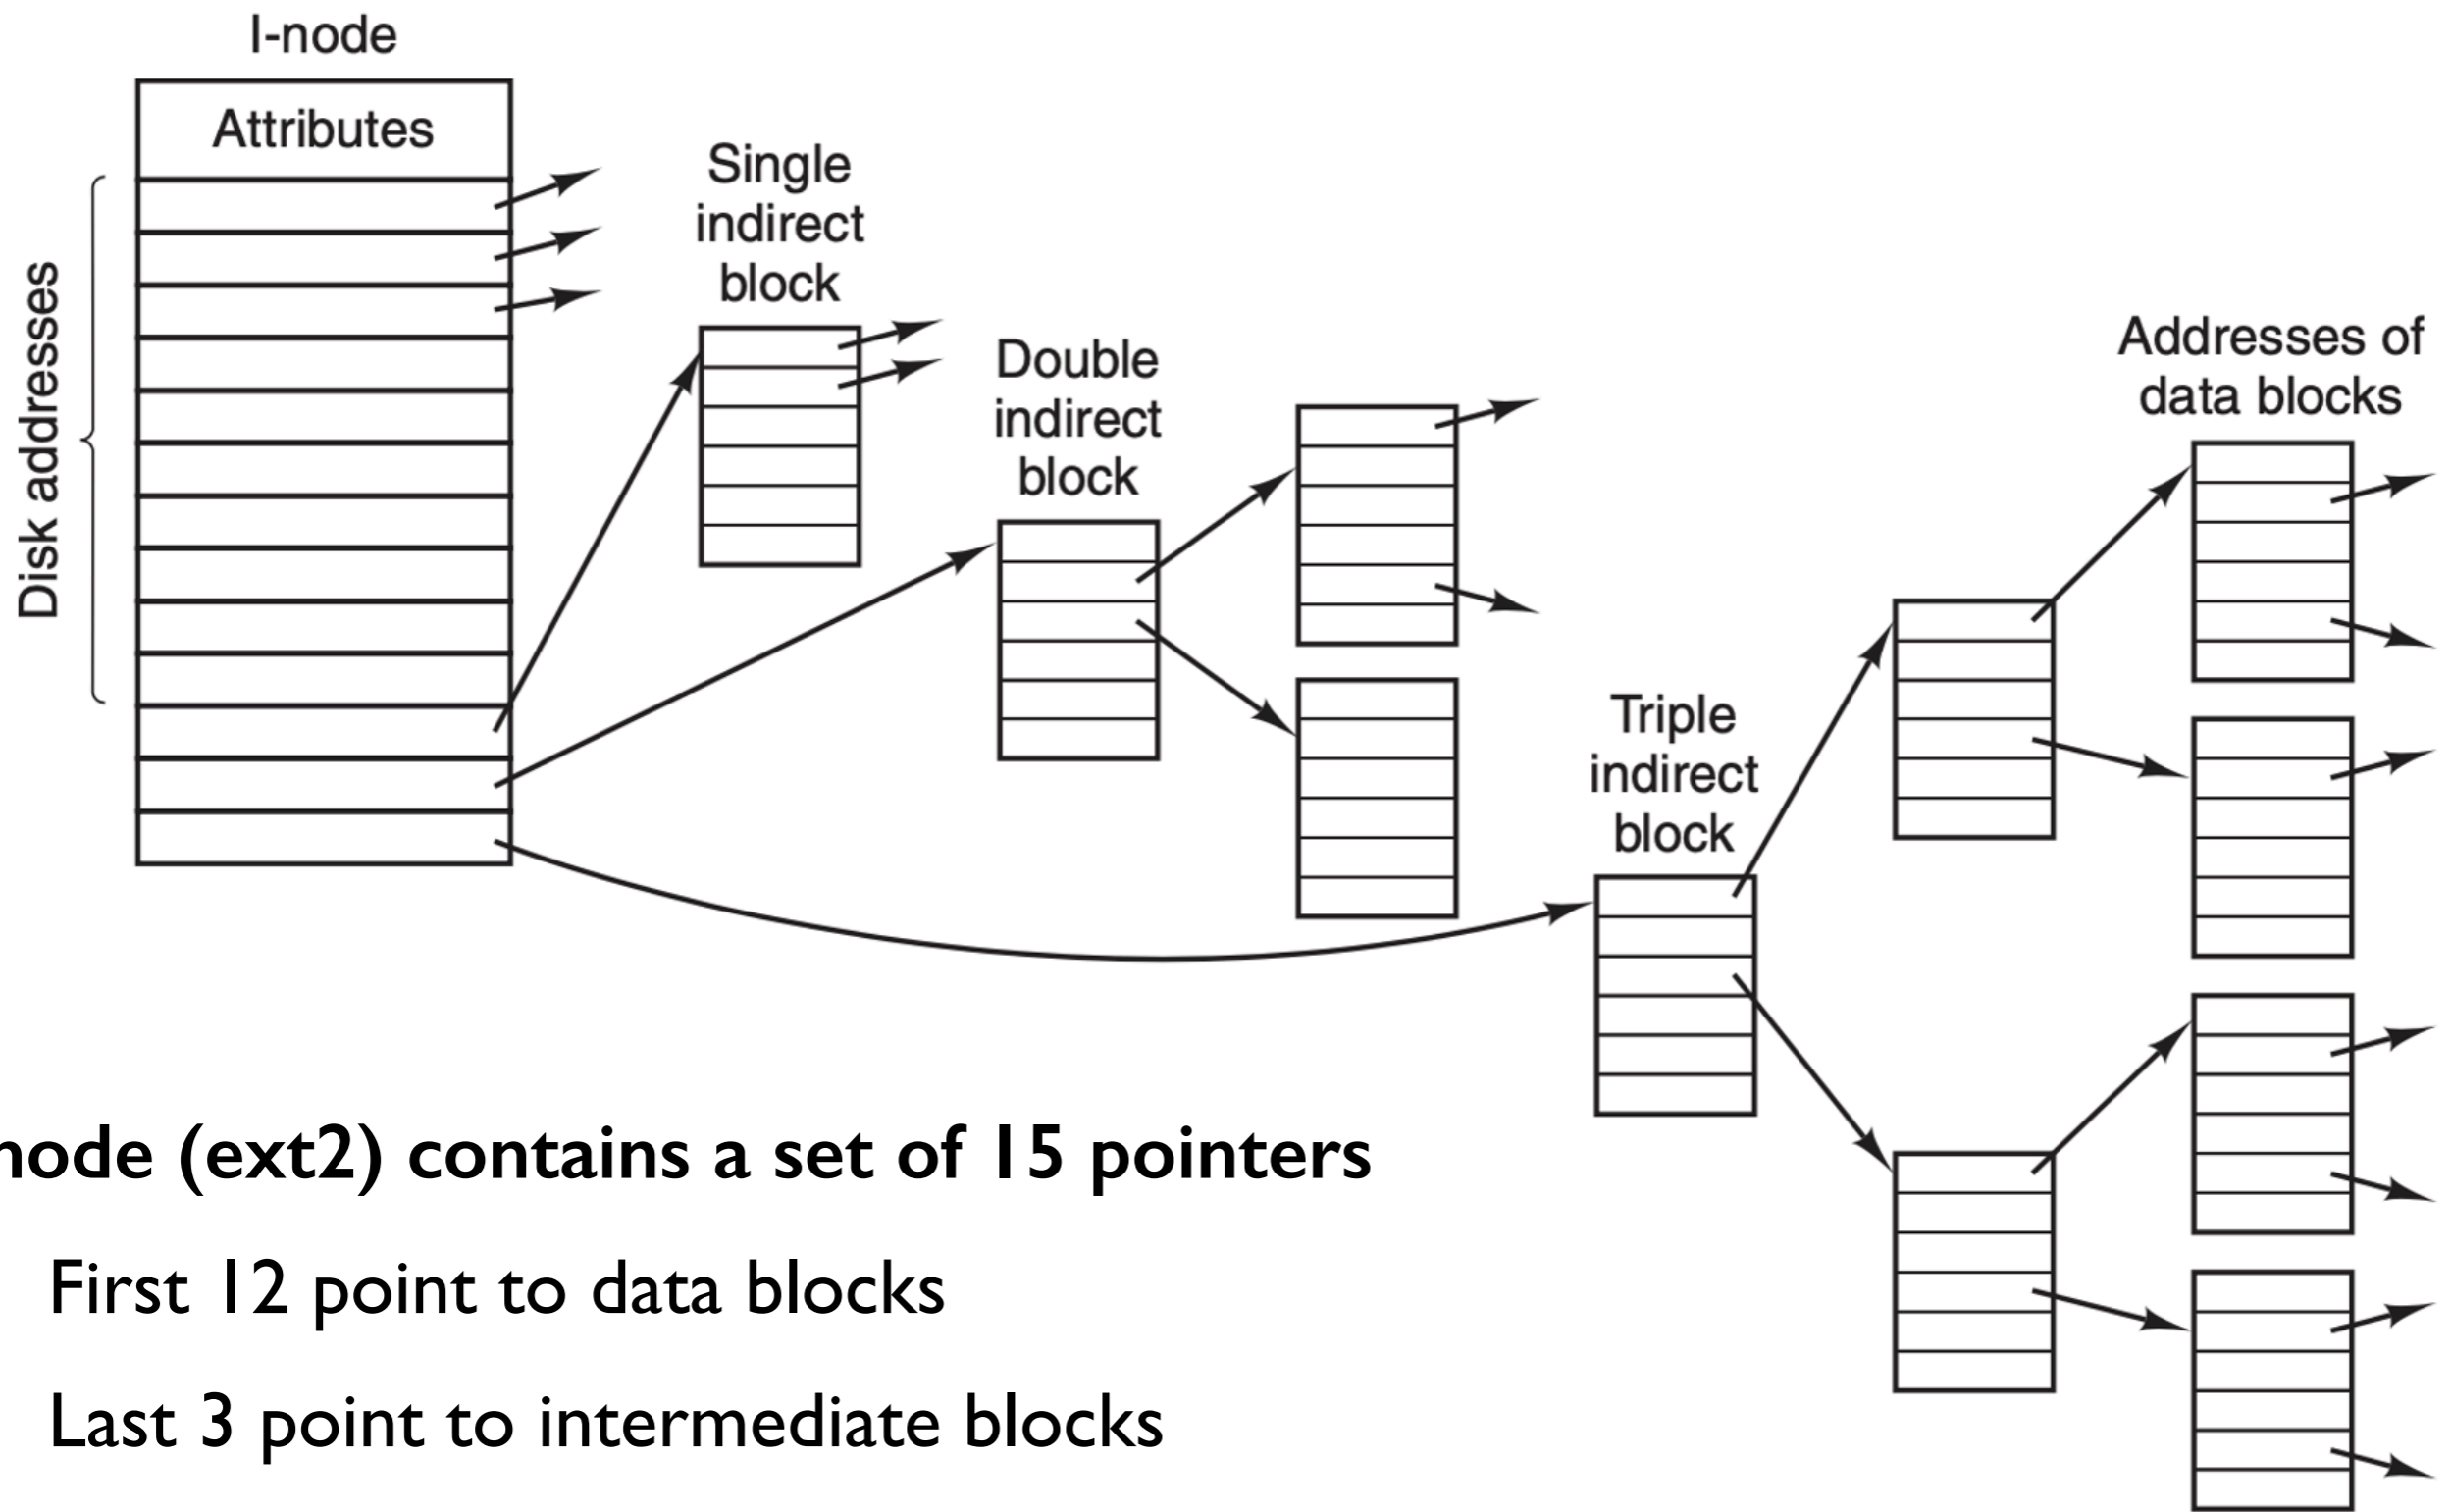 I-node
Attributes
Disk addresses
Single
indirect
block
Double
indirect
block
Triple
indirect
block
Addresses of
data blocks
node (ext2) contains a set of 15 pointers
First 12 point to data blocks
Last 3 point to intermediate blocks